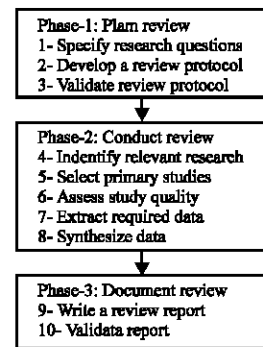 Phase-1: Plam review
1- Specify research questions
2- Develop a review protocol
3- Validate review protocol
Phase-2: Conduct review
4- Indentify relevant research
5- Select primary studies
6- Assess study quality
7- Extract required data
8- Synthesize data
Phase-3: Document review
9- Write a review report
10- Validata report